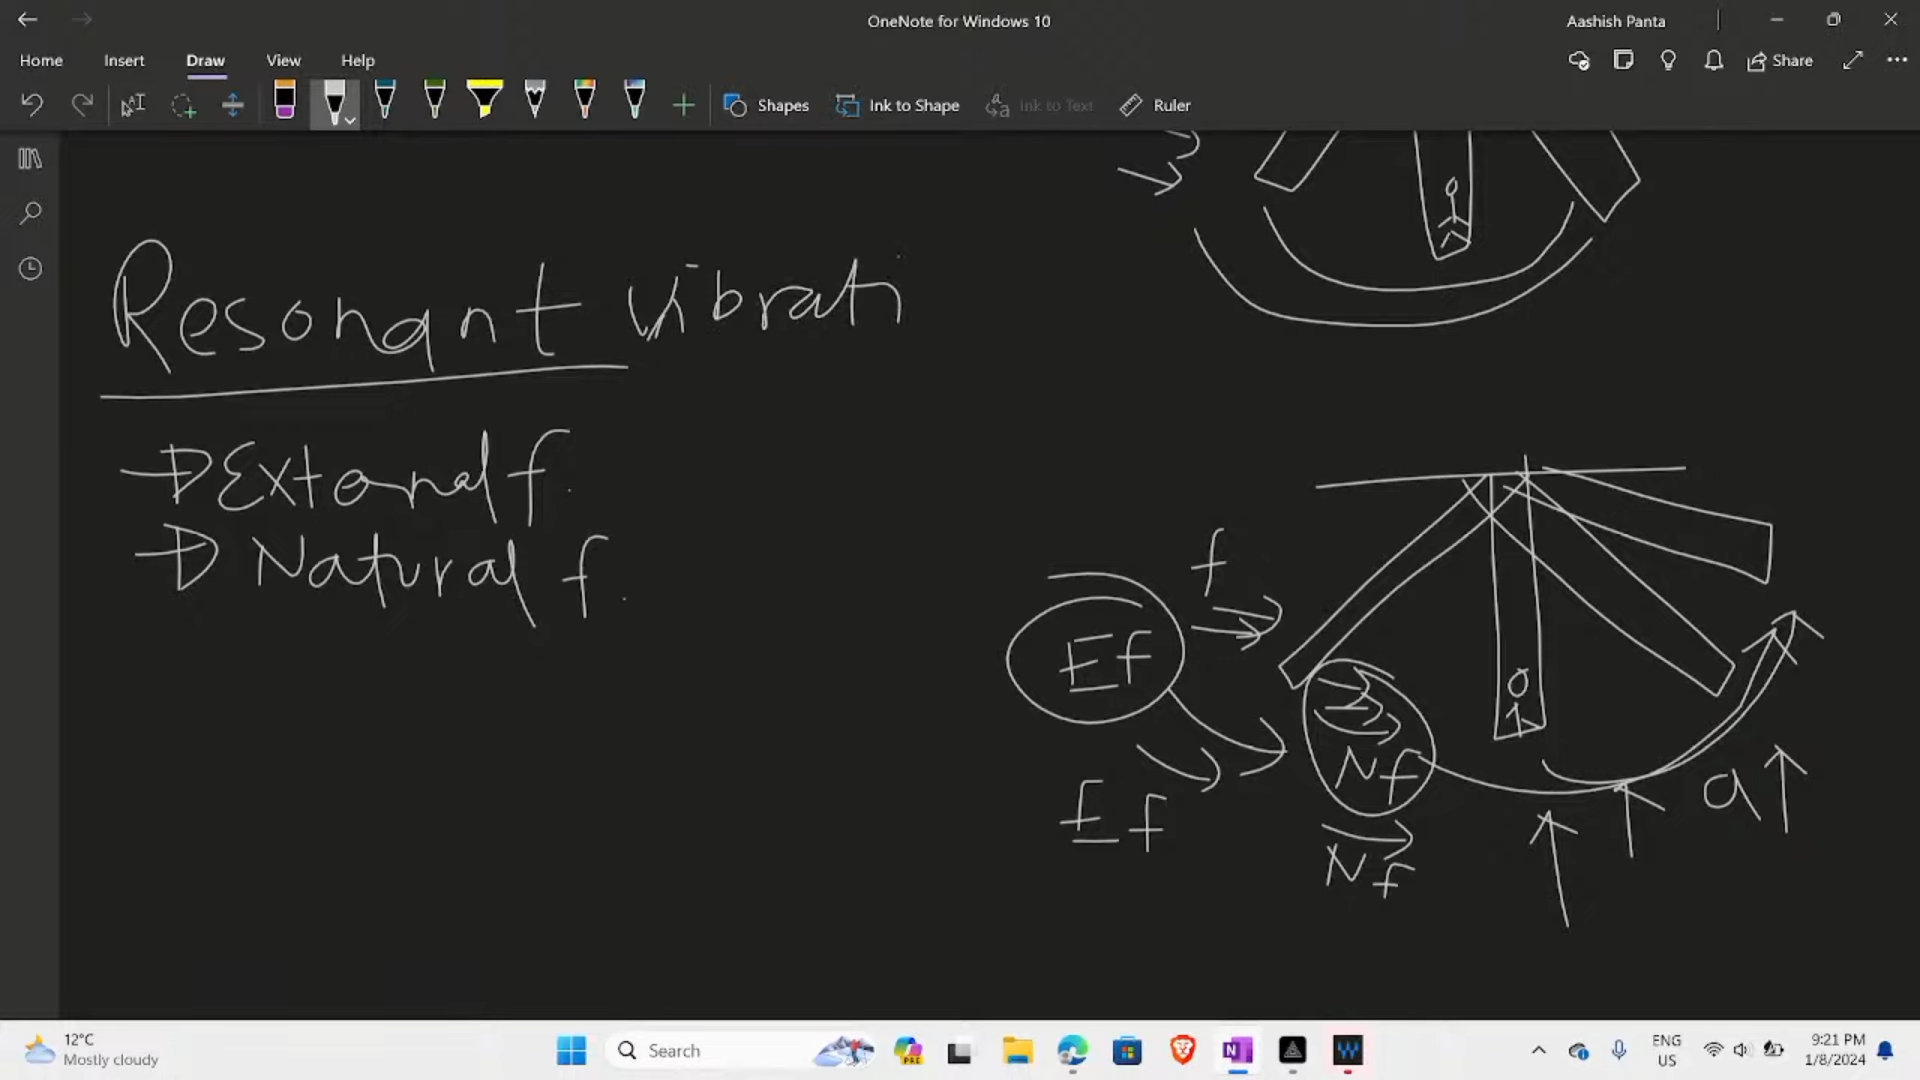 OneNote for Windows 10
Aashish Panta
Home Insert Draw View Help
Share
Shapes Ink to Shape Ink to Text Ruler
Resonant vibrati
External f
Natural f
f
Ef
Nf
a
Ef
Nf
12°C
Mostly cloudy
Search
PRE
ENG
US
9:21 PM
1/8/2024